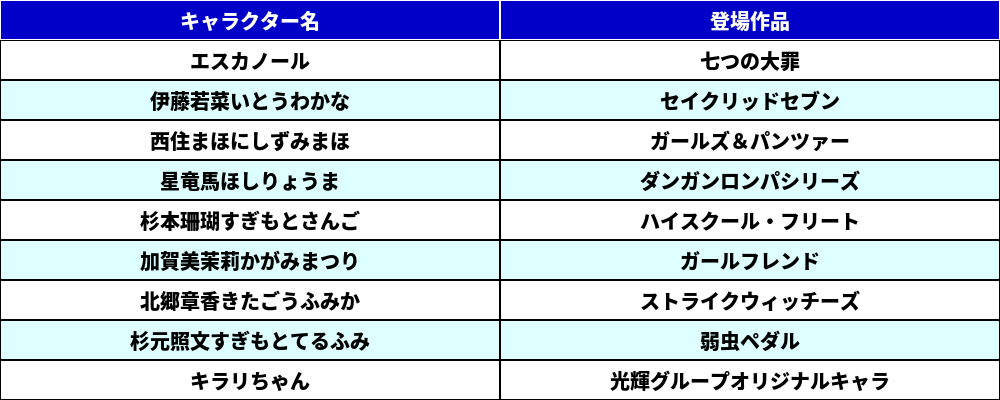 キャラクター名 登場作品
エスカノール 七つの大罪
伊藤若菜いとうわかな セイクリッドセブン
西住まほにしずみまほ ガールズ＆パンツァー
星竜馬ほしりょうま ダンガンロンパシリーズ
杉本珊瑚すぎもとさんご ハイスクール・フリート
加賀美茉莉かがみまつり ガールフレンド
北郷章香きたごうふみか ストライクウィッチーズ
杉元照文すぎもとてるふみ 弱虫ペダル
キラリちゃん 光輝グループオリジナルキャラ